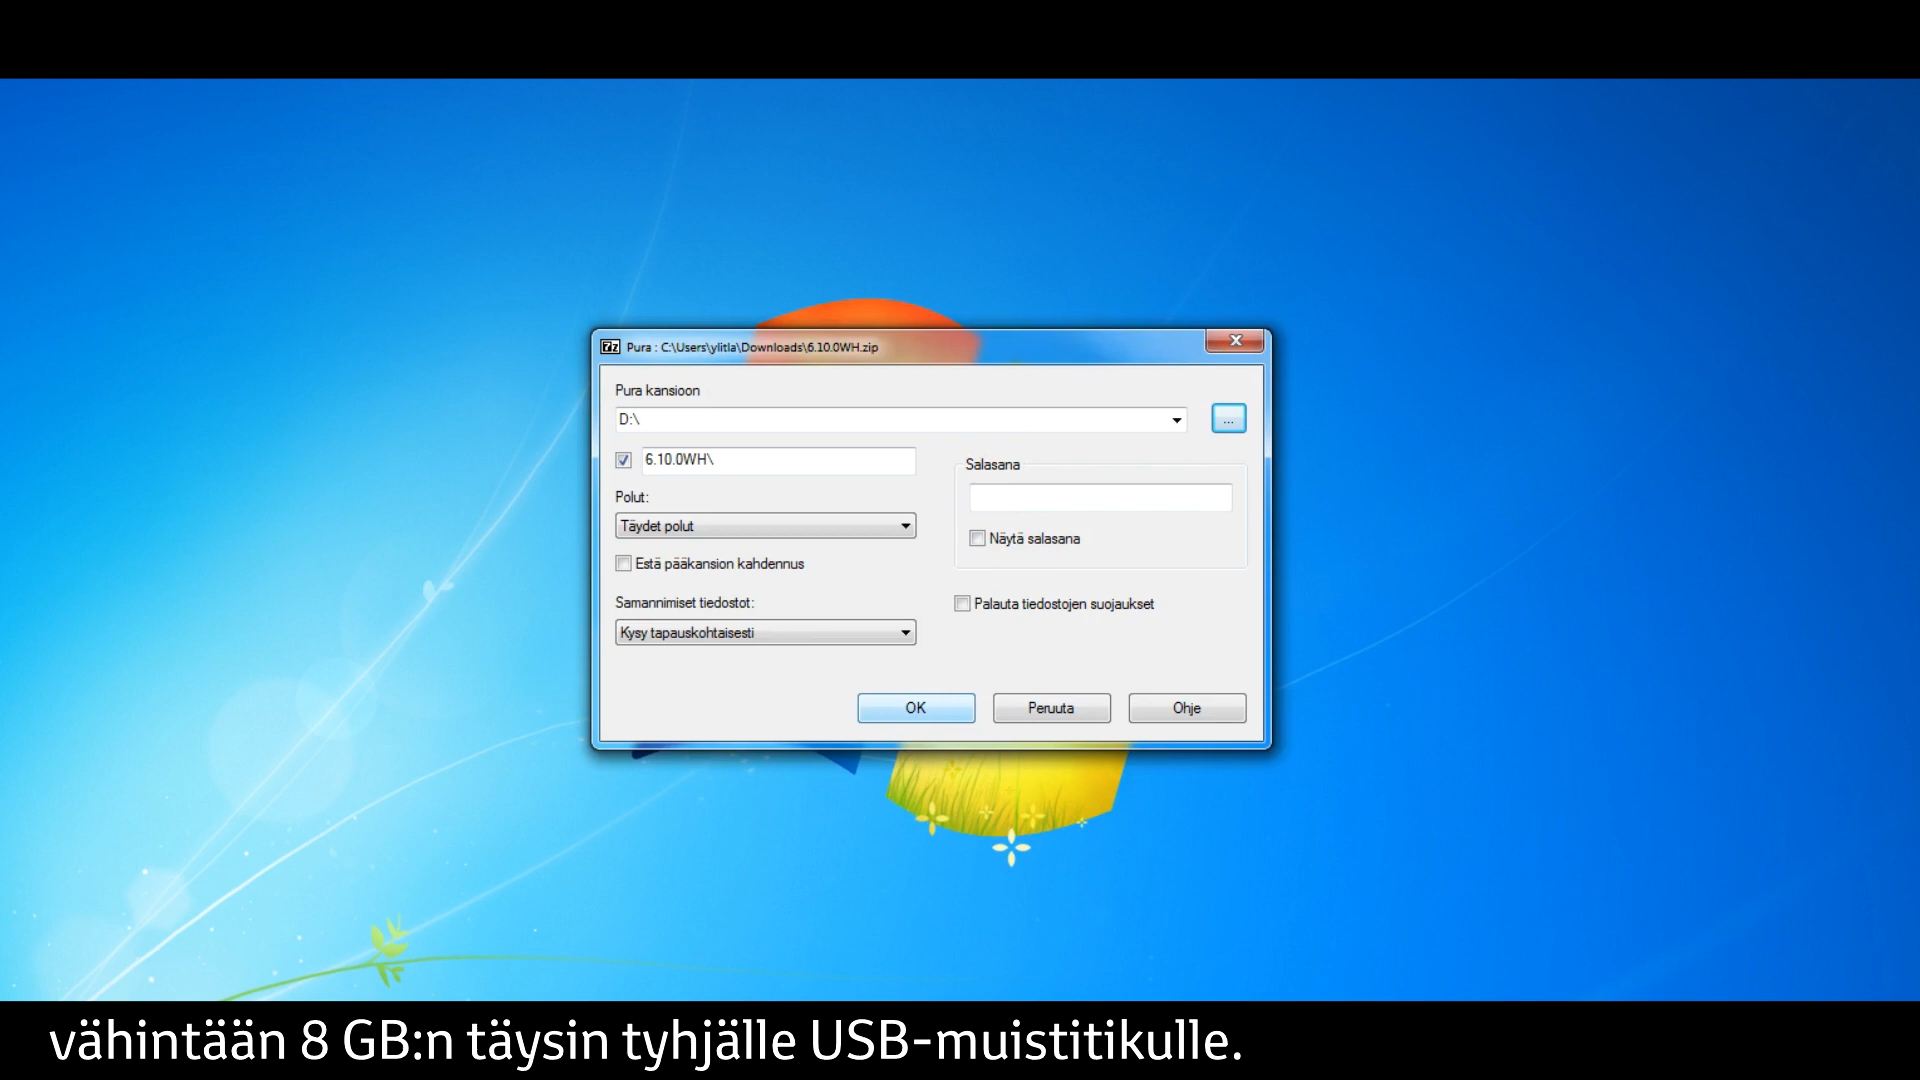 7z Pura : C:\Users\ylitla\Downloads\6.10.0WH.zip
Pura kansioon
D:\
...
6.10.0WH\
Salasana
Polut:
Täydet polut
Näytä salasana
Estä pääkansion kahdennus
Samannimiset tiedostot:
Palauta tiedostojen suojaukset
Kysy tapauskohtaisesti
OK Peruuta Ohje
vähintään 8 GB:n täysin tyhjälle USB-muistitikulle.